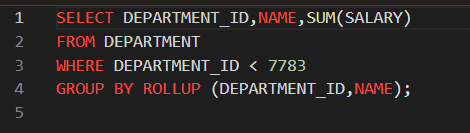 1 SELECT DEPARTMENT_ID,NAME,SUM(SALARY)
2 FROM DEPARTMENT
3 WHERE DEPARTMENT_ID < 7783
4 GROUP BY ROLLUP (DEPARTMENT_ID,NAME);
5